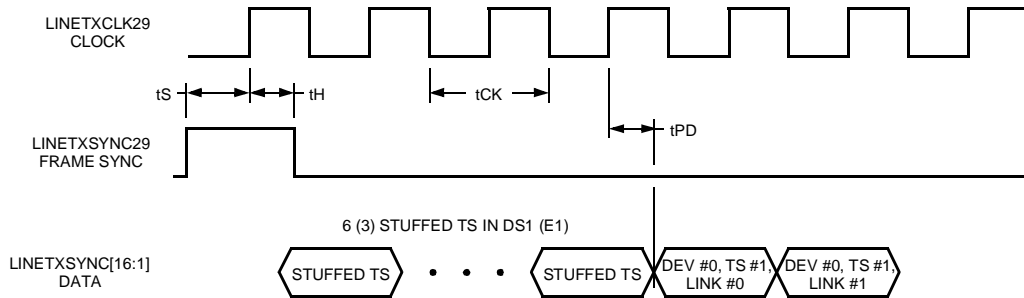 LINETXCLK29
CLOCK
tS
tH
tCK
tPD
LINETXSYNC29
FRAME SYNC
6 (3) STUFFED TS IN DS1 (E1)
LINETXSYNC[16:1]
DATA
STUFFED TS
STUFFED TS
DEV #0, TS #1,
LINK #0
DEV #0, TS #1,
LINK #1